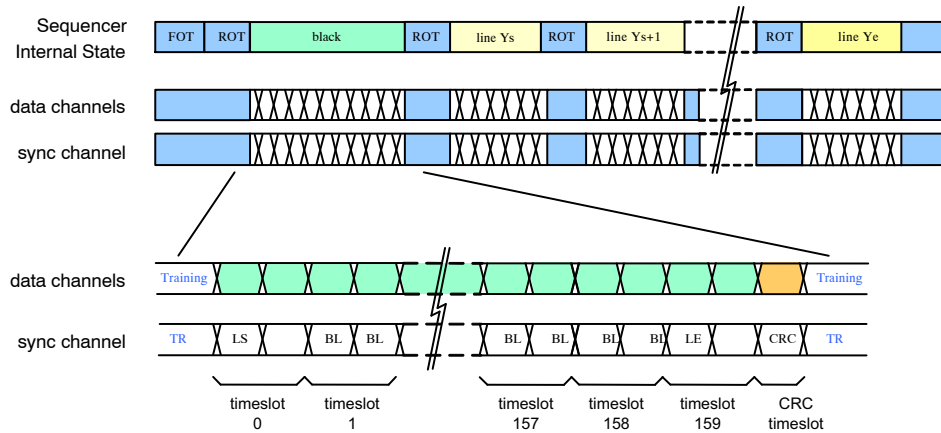 Sequencer
Internal State
FOT ROT black ROT line Ys ROT line Ys+1 ROT line Ye
data channels
sync channel
data channels Training Training
sync channel TR LS BL BL BL BL BL BL LE CRC TR
timeslot timeslot timeslot timeslot timeslot CRC
0 1 157 158 159 timeslot